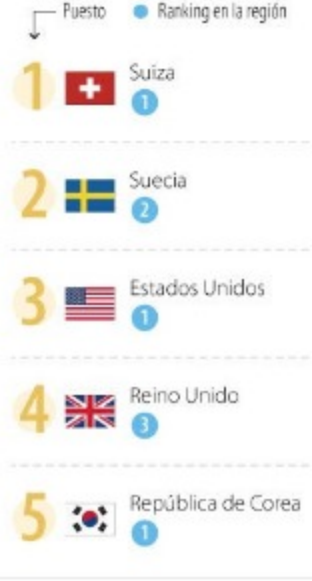 Puesto Ranking en la región
1 Suiza
1
2 Suecia
2
3 Estados Unidos
1
4 Reino Unido
3
5 República de Corea
1